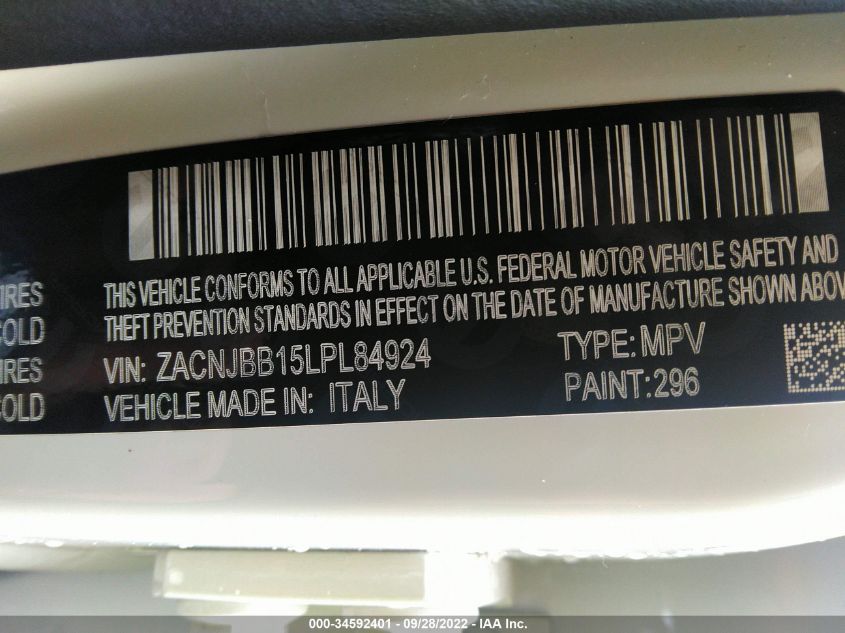 THIS VEHICLE CONFORMS TO ALL APPLICABLE U.S. FEDERAL MOTOR VEHICLE SAFETY AND
THEFT PREVENTION STANDARDS IN EFFECT ON THE DATE OF MANUFACTURE SHOWN ABOV
IRES
COLD
IRES
COLD
VIN: ZACNJBB15LPL84924
TYPE: MPV
VEHICLE MADE IN: ITALY
PAINT:296
000-34592401 - 09/28/2022 - IAA Inc.